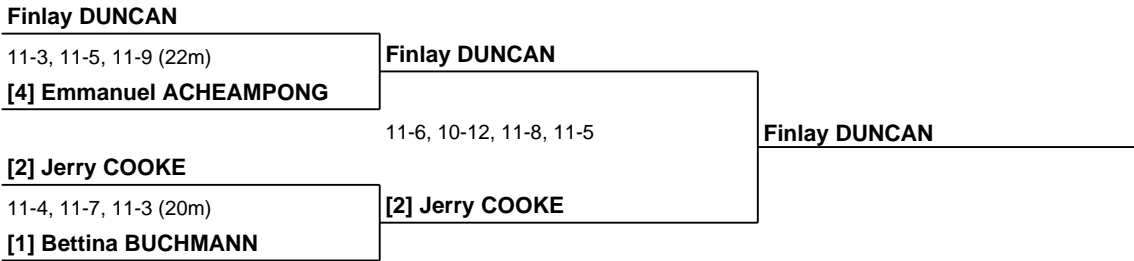 Finlay DUNCAN
11-3, 11-5, 11-9 (22m)
Finlay DUNCAN
[4] Emmanuel ACHEAMPONG
11-6, 10-12, 11-8, 11-5
Finlay DUNCAN
[2] Jerry COOKE
11-4, 11-7, 11-3 (20m)
[2] Jerry COOKE
[1] Bettina BUCHMANN